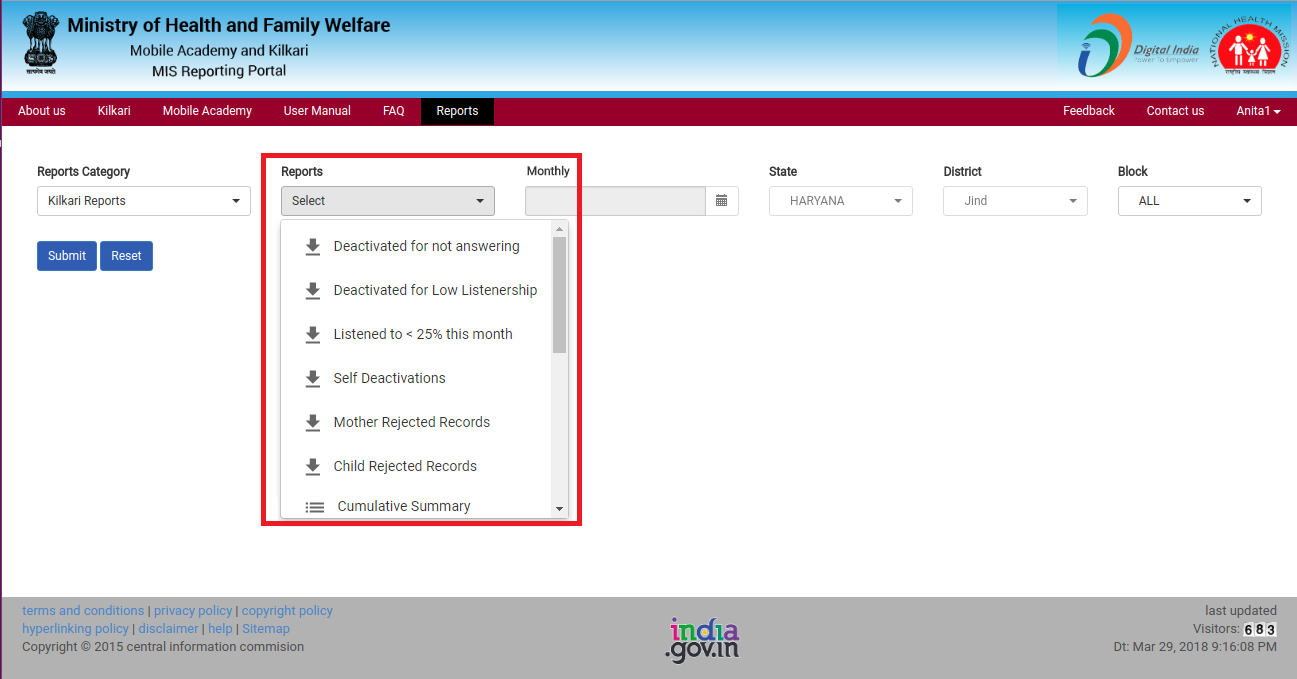 Ministry of Health and Family Welfare
Mobile Academy and Kilkari
MIS Reporting Portal
सत्यमेव जयते
Digital India
Power To Empower
NATIONAL HEALTH MISSION
राष्ट्रीय स्वास्थ्य मिशन
About us
Kilkari
Mobile Academy
User Manual
FAQ
Reports
Feedback
Contact us
Anita1
Reports Category
Reports
Monthly
State
District
Block
Kilkari Reports
Select
HARYANA
Jind
ALL
Submit
Reset
Deactivated for not answering
Deactivated for Low Listenership
Listened to < 25% this month
Self Deactivations
Mother Rejected Records
Child Rejected Records
Cumulative Summary
terms and conditions | privacy policy | copyright policy
hyperlinking policy | disclaimer | help | Sitemap
Copyright © 2015 central information commision
india
.gov.in
last updated
Visitors: 683
Dt: Mar 29, 2018 9:16:08 PM